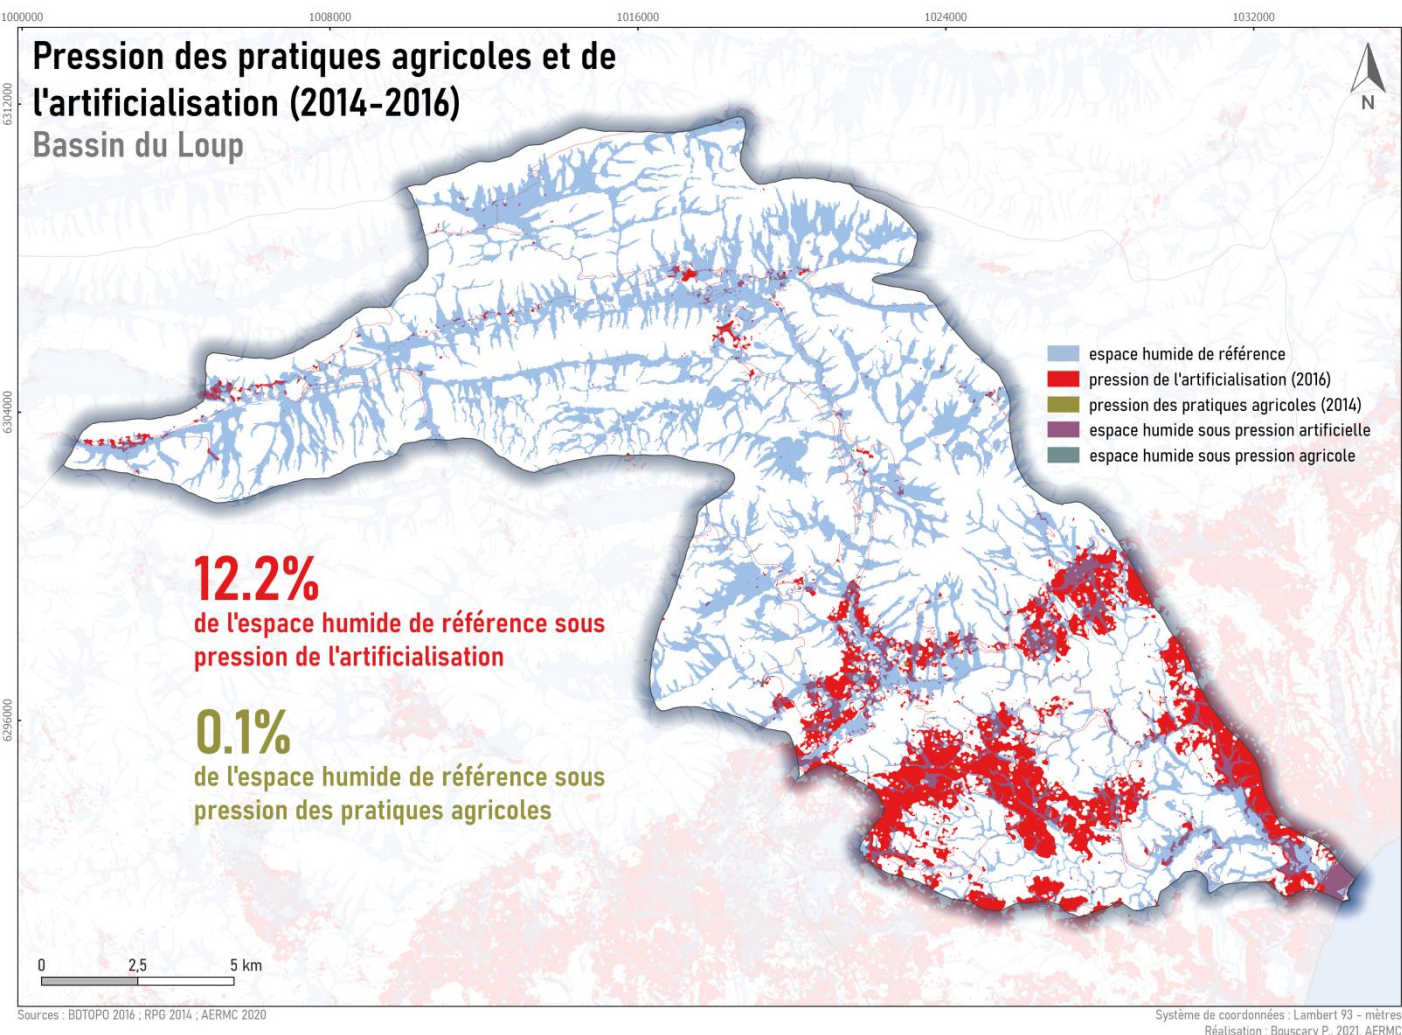 1000000
1008000
1016000
1024000
1032000
Pression des pratiques agricoles et de
l'artificialisation (2014-2016)
Bassin du Loup
N
6312000
6304000
6296000
espace humide de référence
pression de l'artificialisation (2016)
pression des pratiques agricoles (2014)
espace humide sous pression artificielle
espace humide sous pression agricole
12.2%
de l'espace humide de référence sous
pression de l'artificialisation
0.1%
de l'espace humide de référence sous
pression des pratiques agricoles
0 2,5 5 km
Sources : BDTOPO 2016 ; RPG 2014 ; AERMC 2020
Système de coordonnées : Lambert 93 - mètres
Réalisation : Bouscary P., 2021, AERMC